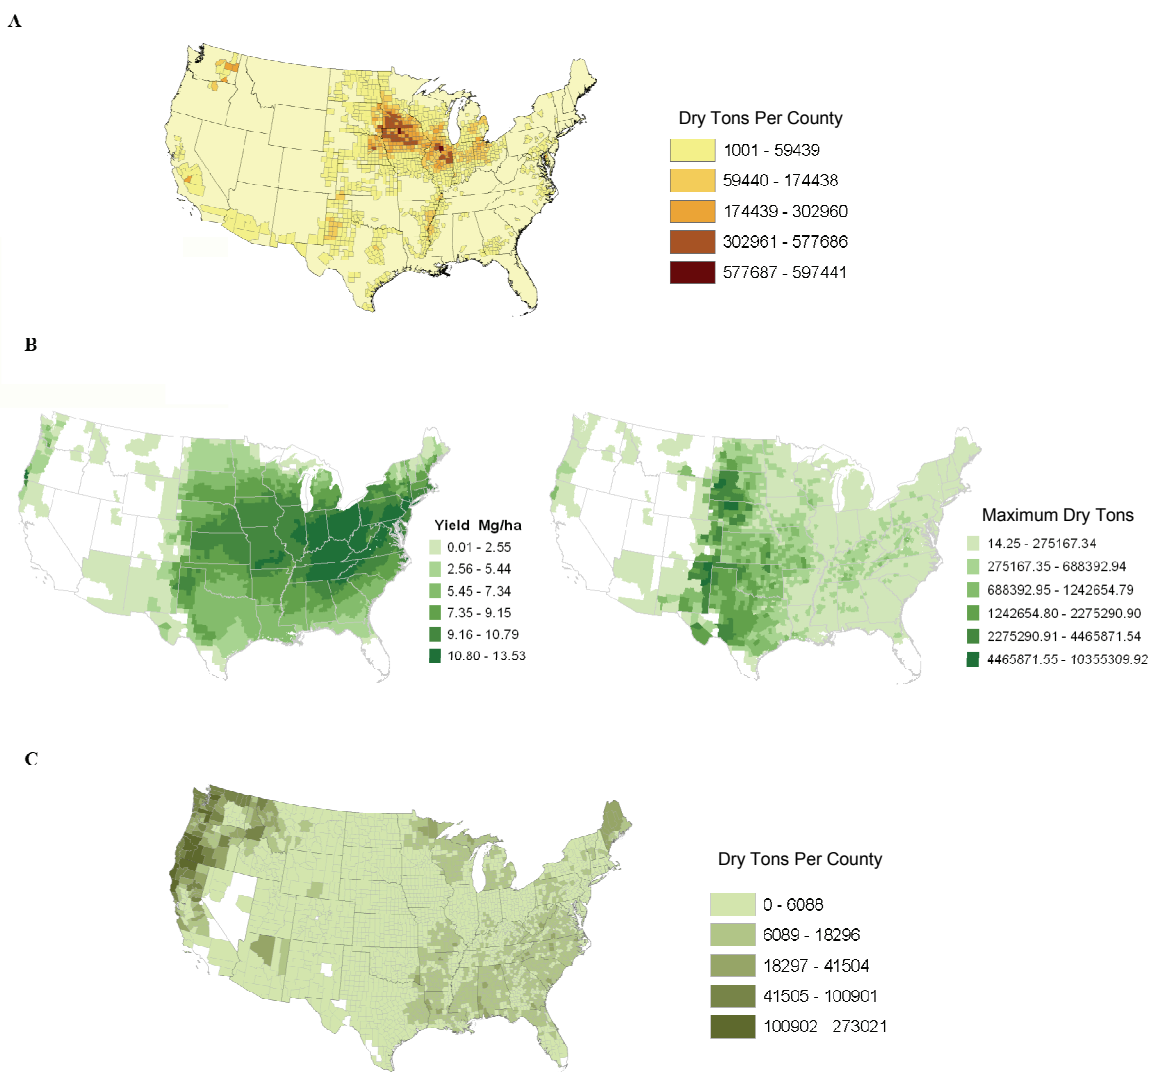 A
Dry Tons Per County
1001 - 59439
59440 - 174438
174439 - 302960
302961 - 577686
577687 - 597441
B
Yield Mg/ha
0.01 - 2.55
2.56 - 5.44
5.45 - 7.34
7.35 - 9.15
9.16 - 10.79
10.80 - 13.53
Maximum Dry Tons
14.25 - 275167.34
275167.35 - 688392.94
688392.95 - 1242654.79
1242654.80 - 2275290.90
2275290.91 - 4465871.54
4465871.55 - 10355309.92
C
Dry Tons Per County
0 - 6088
6089 - 18296
18297 - 41504
41505 - 100901
100902 273021